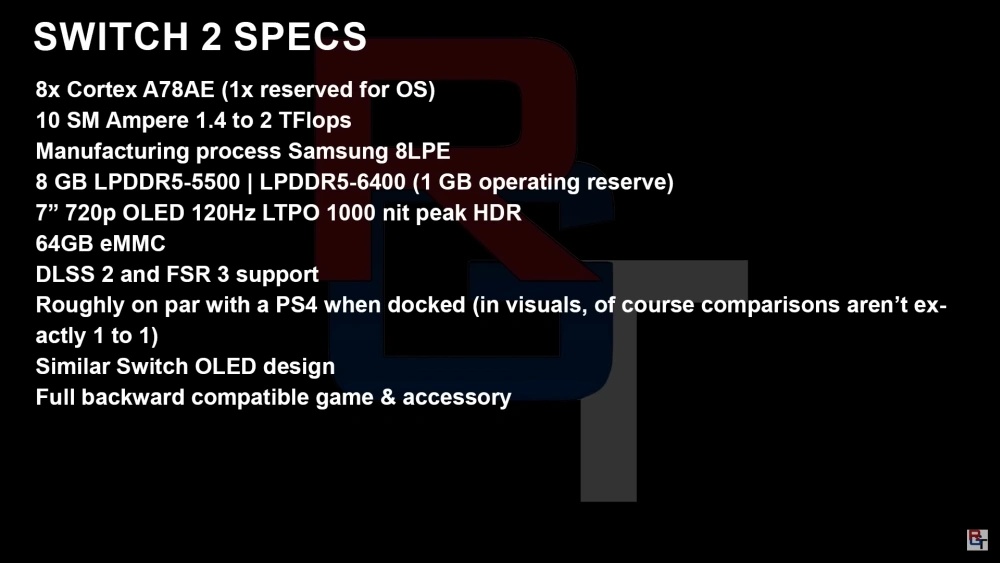 SWITCH 2 SPECS
8x Cortex A78AE (1x reserved for OS)
10 SM Ampere 1.4 to 2 TFlops
Manufacturing process Samsung 8LPE
8 GB LPDDR5-5500 | LPDDR5-6400 (1 GB operating reserve)
7” 720p OLED 120Hz LTPO 1000 nit peak HDR
64GB eMMC
DLSS 2 and FSR 3 support
Roughly on par with a PS4 when docked (in visuals, of course comparisons aren’t ex-
actly 1 to 1)
Similar Switch OLED design
Full backward compatible game & accessory
RGT